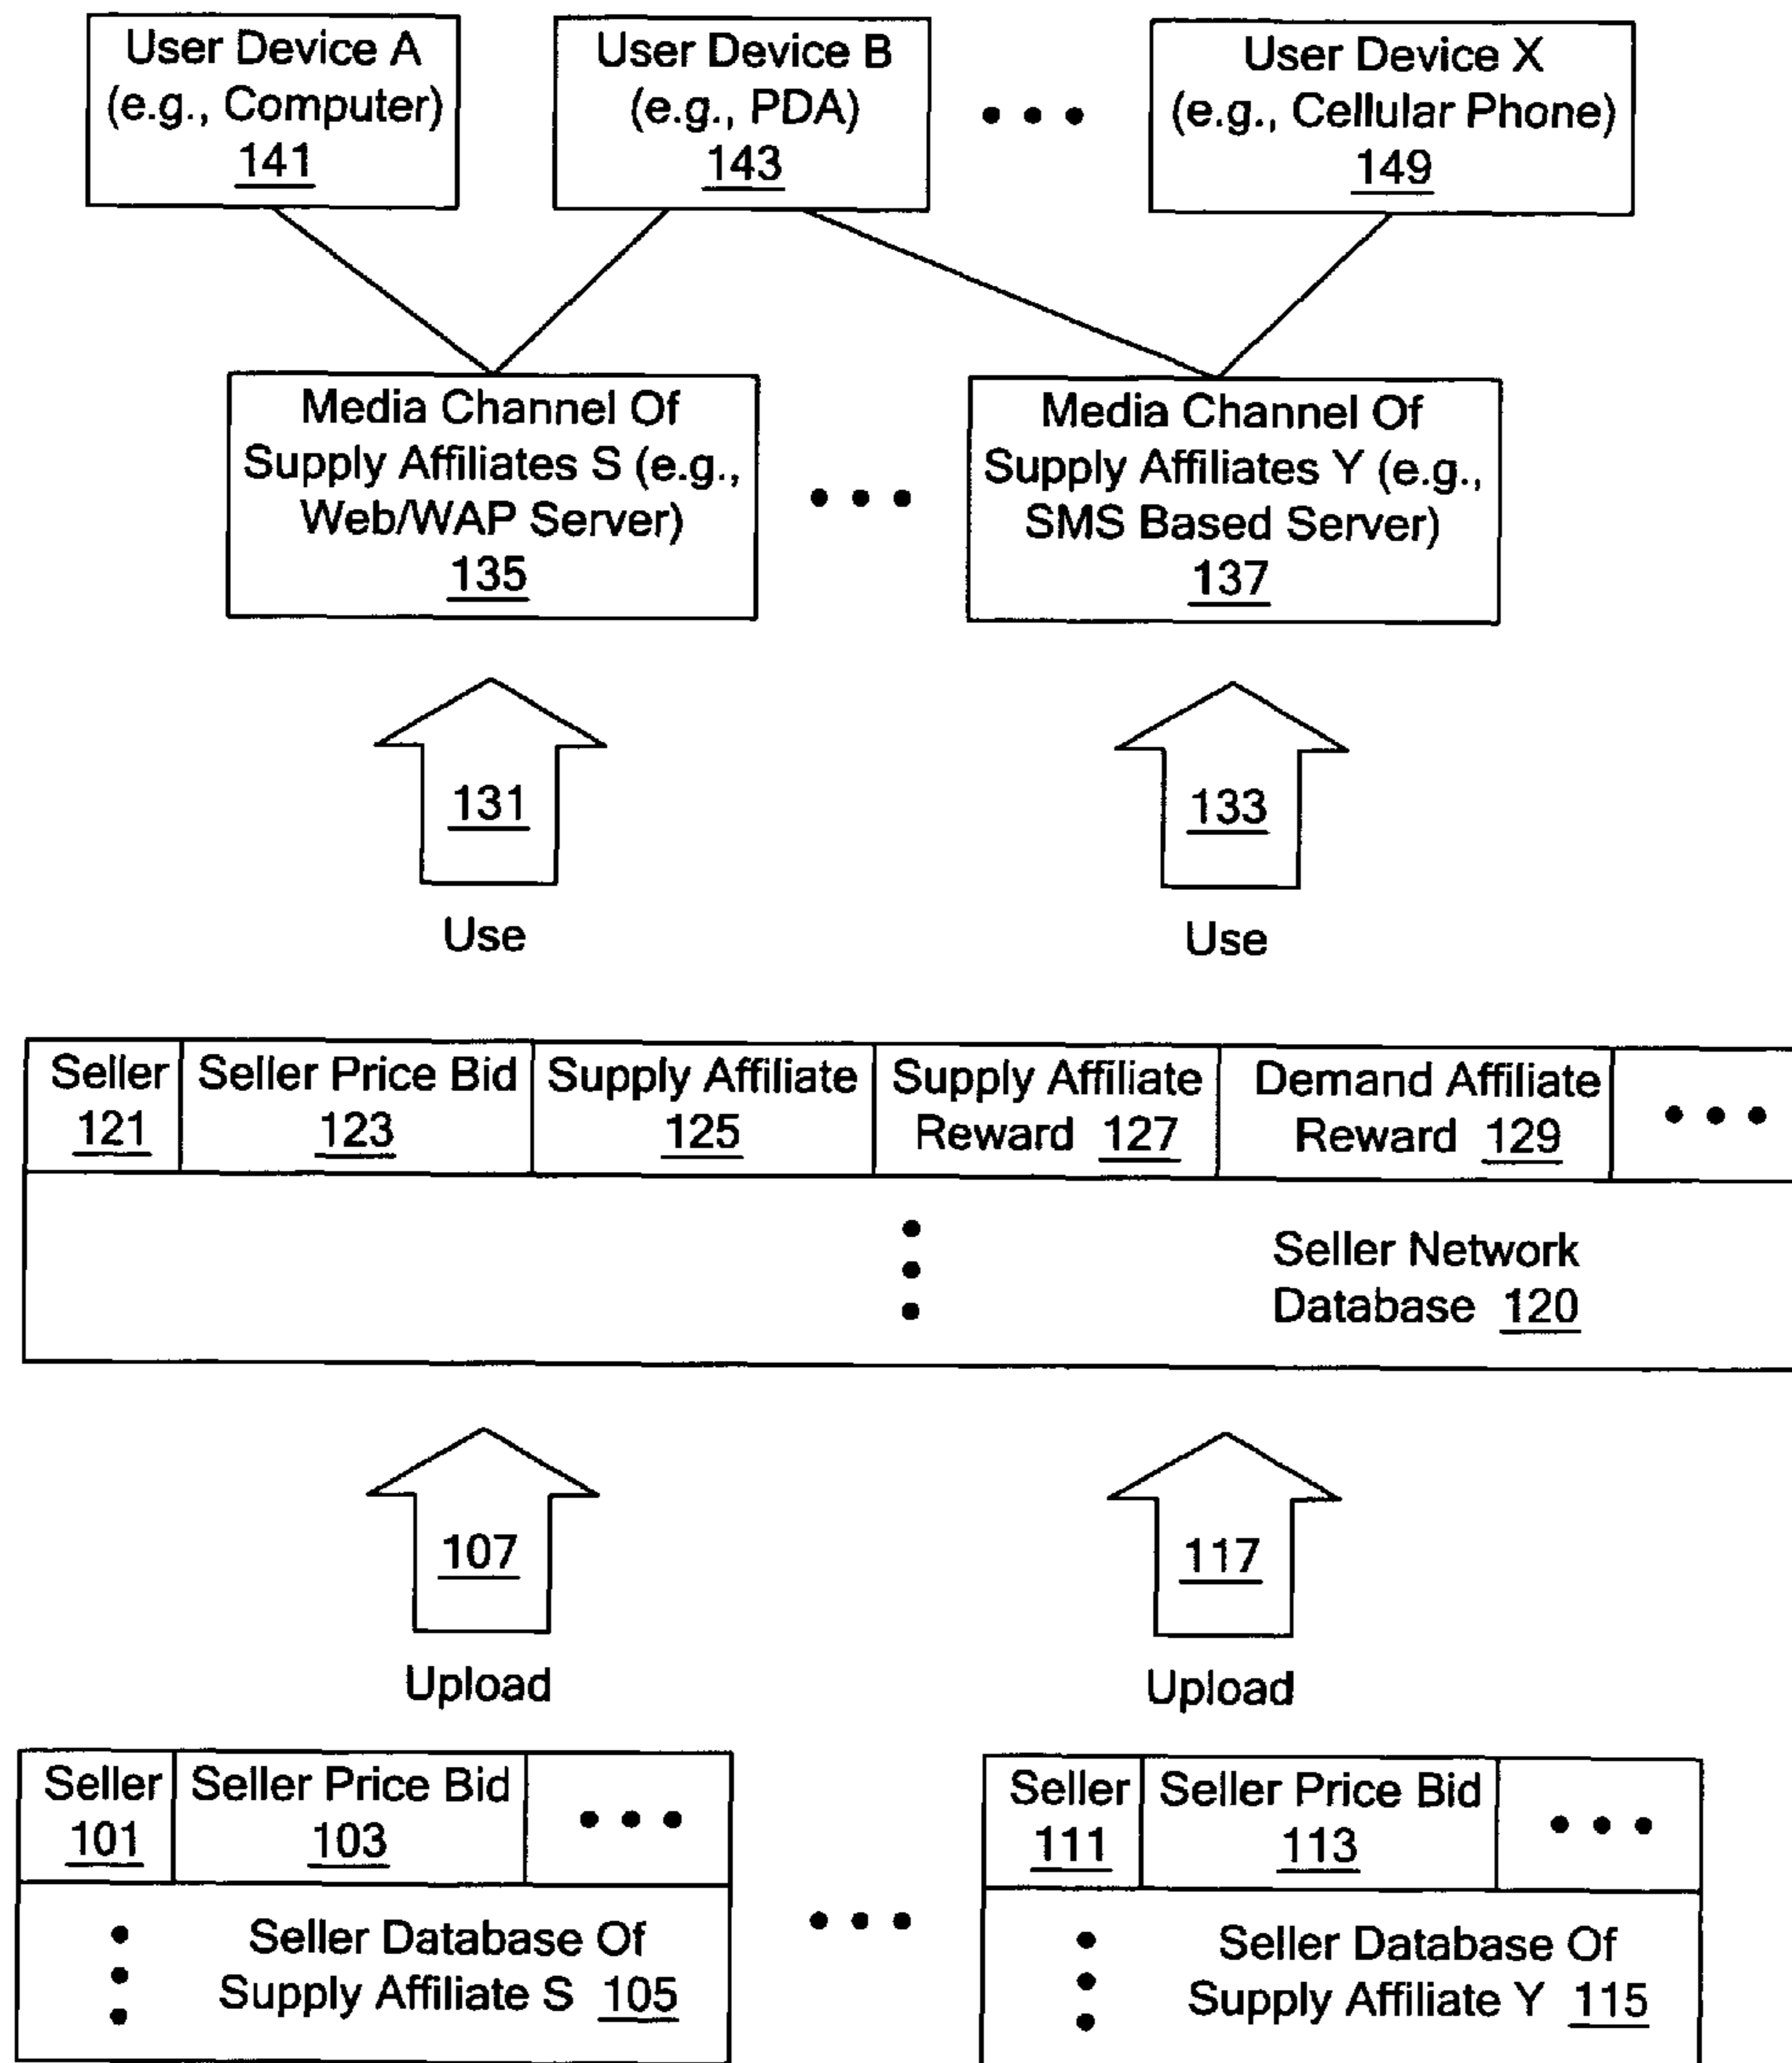 User Device A
(e.g., Computer)
141
User Device B
(e.g., PDA)
143
User Device X
(e.g., Cellular Phone)
149
Media Channel Of
Supply Affiliates S (e.g.,
Web/WAP Server)
135
Media Channel Of
Supply Affiliates Y (e.g.,
SMS Based Server)
137
131
Use
133
Use
Seller
121
Seller Price Bid
123
Supply Affiliate
125
Supply Affiliate
Reward 127
Demand Affiliate
Reward 129
Seller Network
Database 120
107
Upload
117
Upload
Seller
101
Seller Price Bid
103
Seller Database Of
Supply Affiliate S 105
Seller
111
Seller Price Bid
113
Seller Database Of
Supply Affiliate Y 115